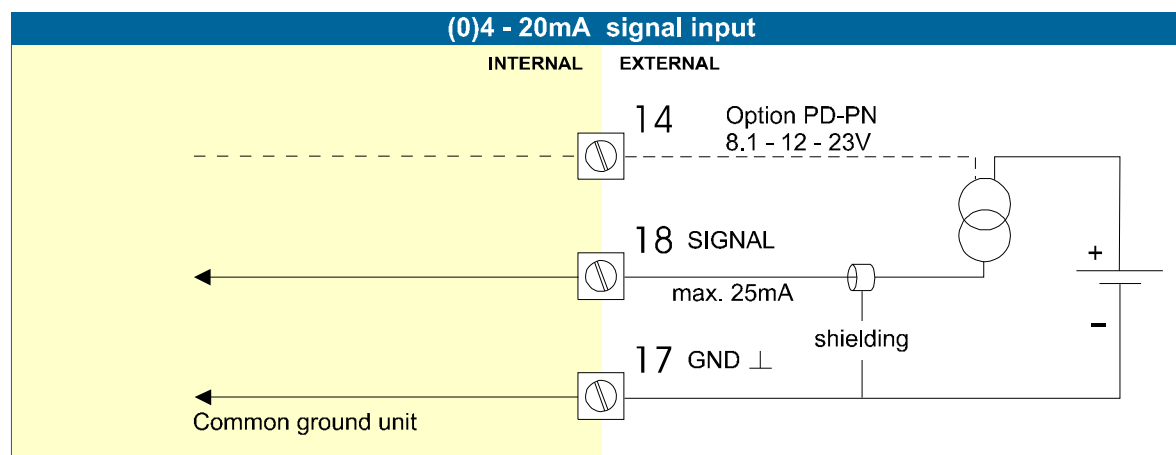 (0)4 - 20mA signal input
INTERNAL
EXTERNAL
14
Option PD-PN
8.1 - 12 - 23V
18 SIGNAL
max. 25mA
+
-
shielding
17 GND ⊥
Common ground unit